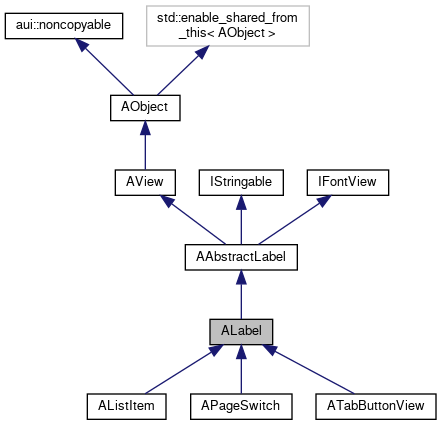 aui::noncopyable
std::enable_shared_from
_this< AObject >
AObject
AView
IStringable
IFontView
AAbstractLabel
ALabel
AListItem
APageSwitch
ATabButtonView